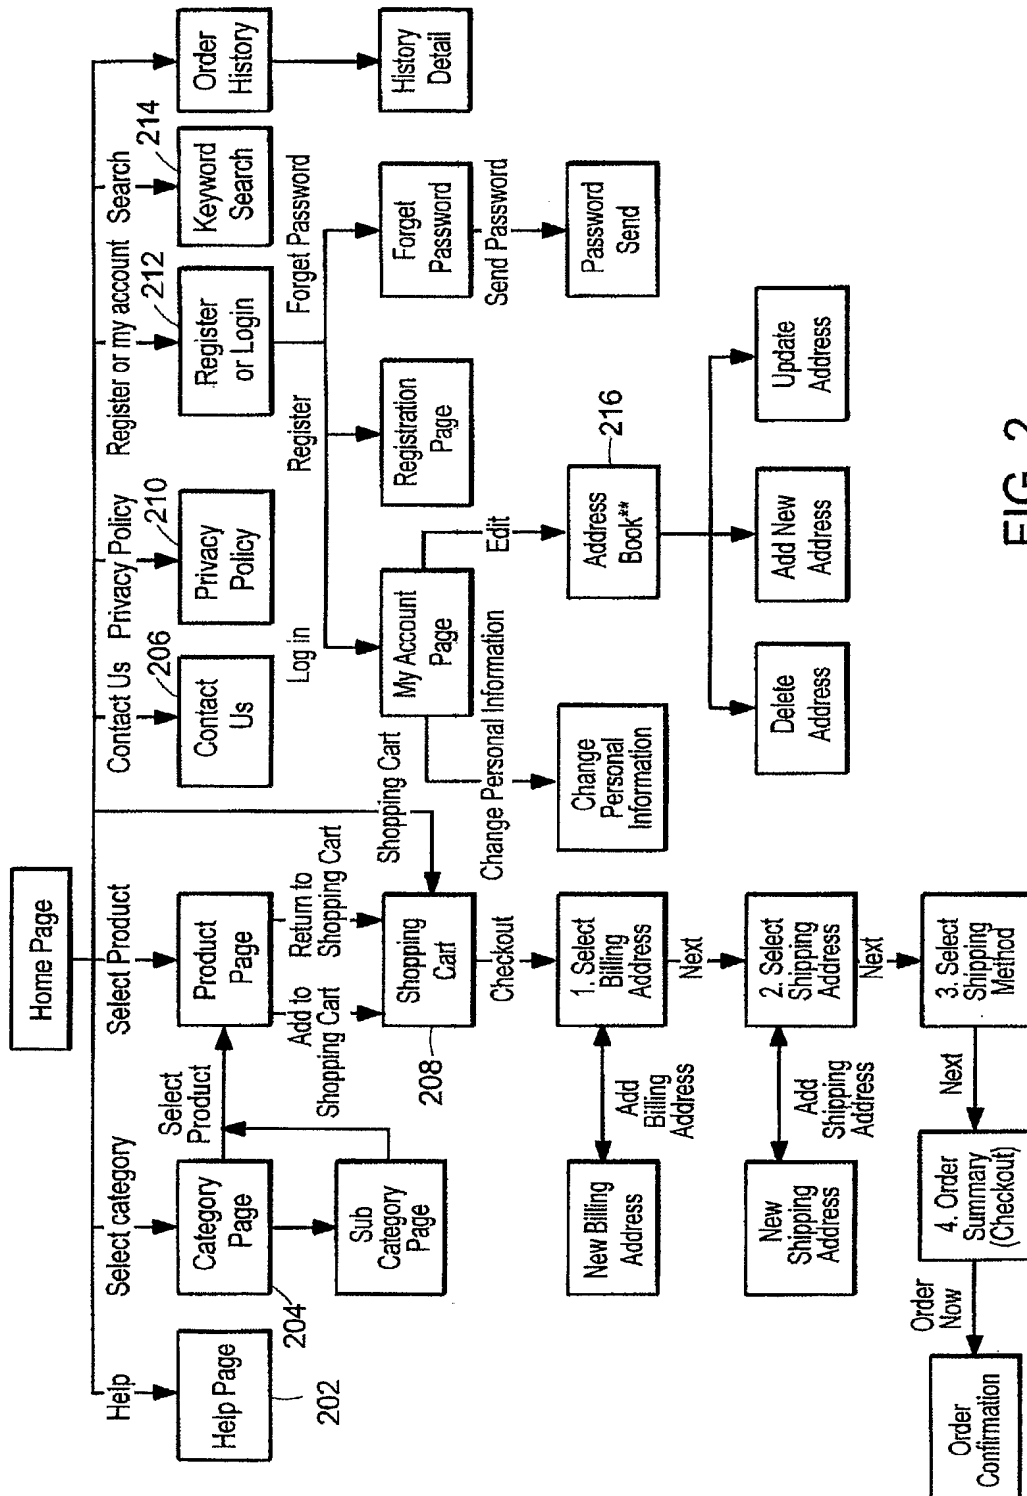 Home Page
Help
Select category
Select Product
Contact Us
Privacy Policy
Register or my account
Search
Help Page
202
Category
Page
204
Select
Product
Product
Page
Contact
Us
206
Privacy
Policy
210
Register
or Login
212
Keyword
Search
214
Order
History
Sub
Category
Page
Add to
Shopping Cart
Return to
Shopping Cart
Shopping Cart
Log in
Register
Forget Password
Shopping
Cart
208
My Account
Page
Registration
Page
Forget
Password
History
Detail
Checkout
Change Personal Information
Edit
Send Password
New Billing
Address
Add
Billing
Address
1. Select
Billing
Address
Change
Personal
Information
Address
Book**
216
Password
Send
Next
New
Shipping
Address
Add
Shipping
Address
2. Select
Shipping
Address
Delete
Address
Add New
Address
Update
Address
Next
Order
Now
Next
Order
Confirmation
4. Order
Summary
(Checkout)
3. Select
Shipping
Method
FIG. 2